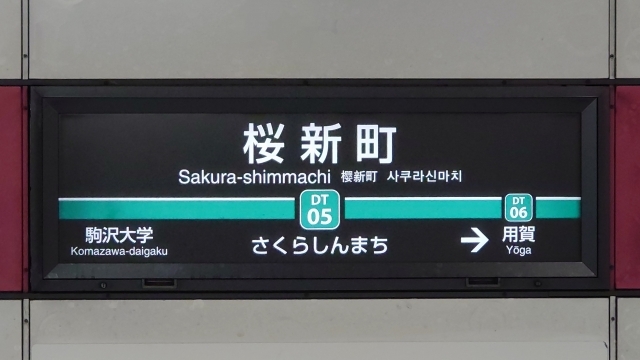 桜新町
Sakura-shimmachi 樱新町 사쿠라신마치
DT
05
DT
06
駒沢大学
Komazawa-daigaku
さくらしんまち
→ 用賀
Yōga